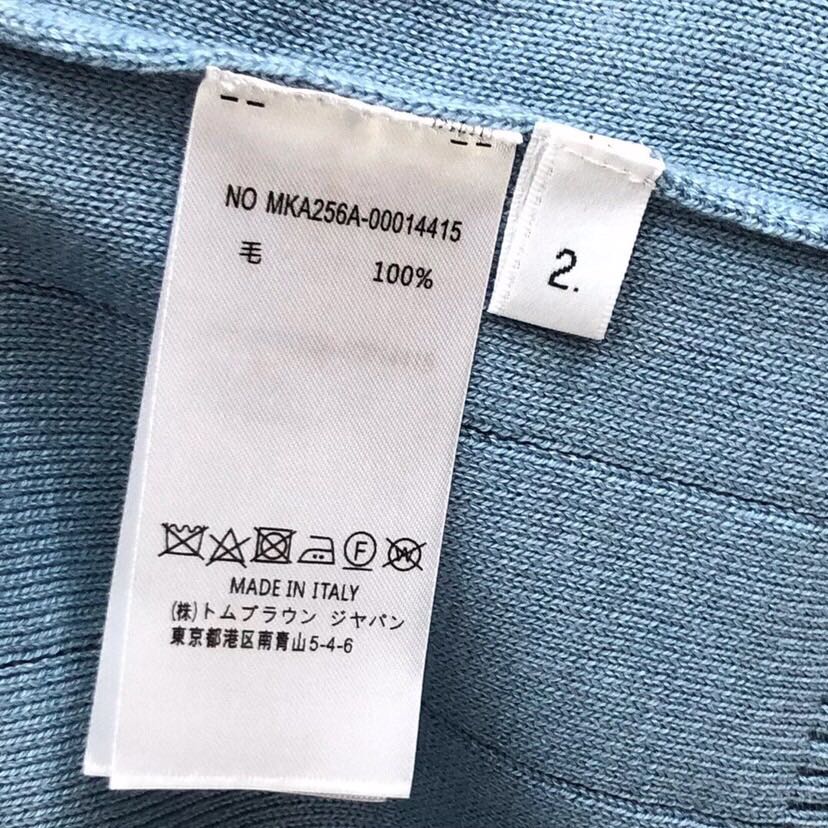 NO MKA256A-00014415
毛 100%
2.
F W
MADE IN ITALY
(株)トムブラウン ジャパン
東京都港区南青山5-4-6